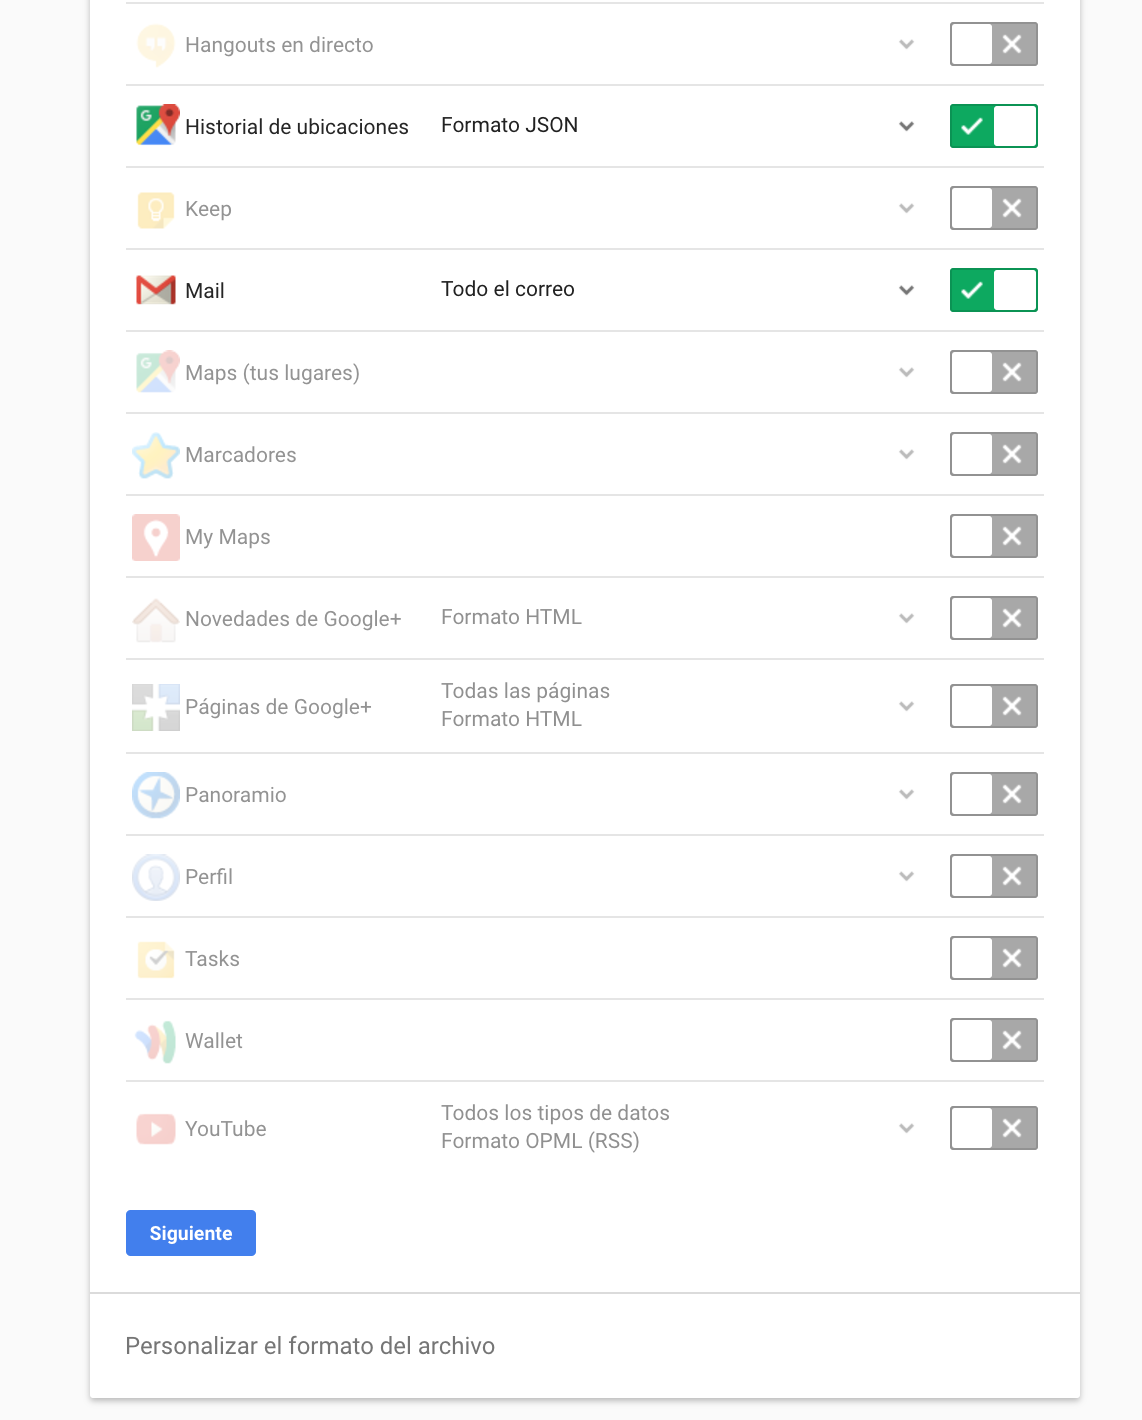 Hangouts en directo
Historial de ubicaciones Formato JSON
Keep
Mail Todo el correo
Maps (tus lugares)
Marcadores
My Maps
Novedades de Google+ Formato HTML
Páginas de Google+ Todas las páginas
Formato HTML
Panoramio
Perfil
Tasks
Wallet
YouTube Todos los tipos de datos
Formato OPML (RSS)
Siguiente
Personalizar el formato del archivo